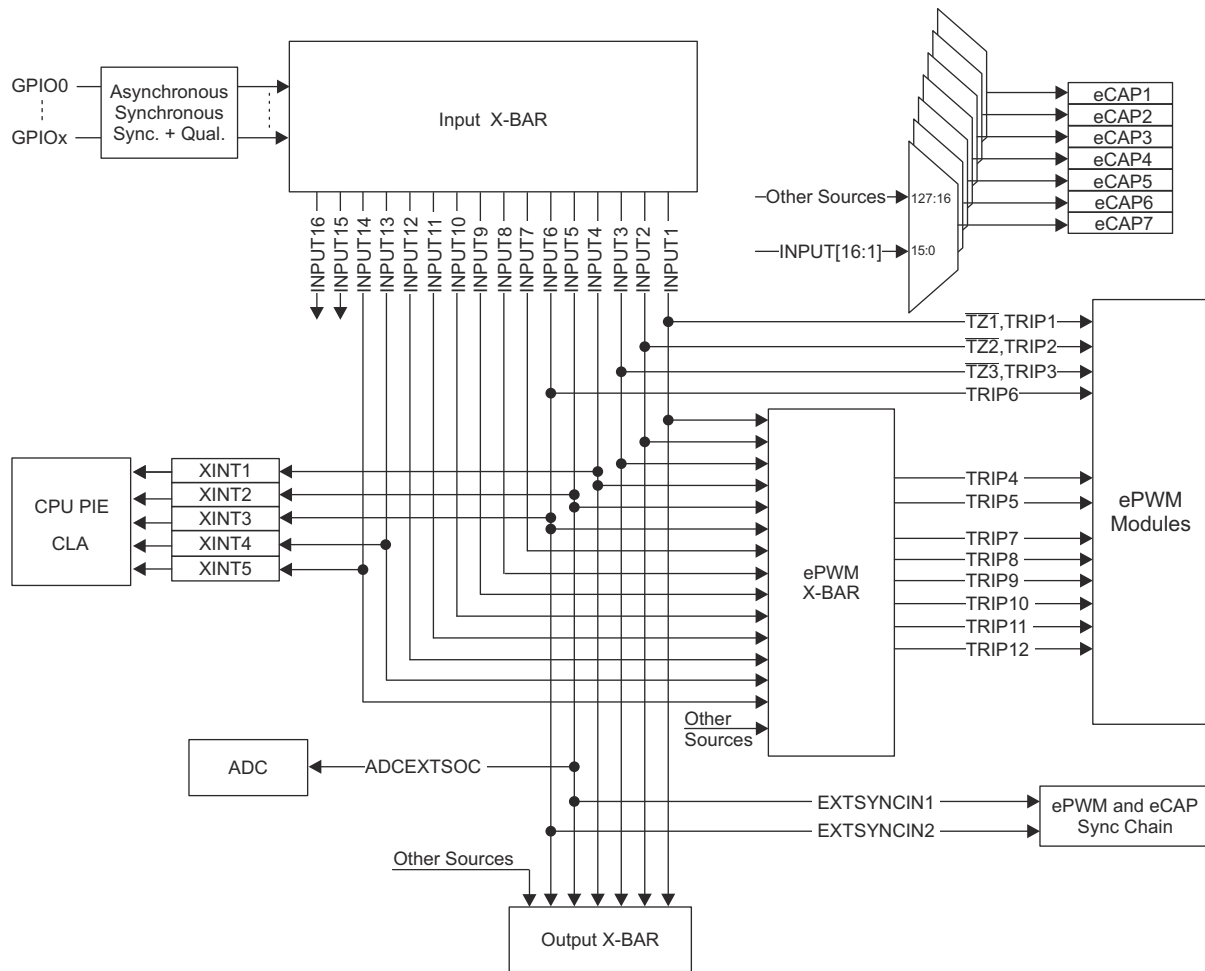 GPIO0
GPIOx
Asynchronous
Synchronous
Sync. + Qual.
Input X-BAR
INPUT16
INPUT15
INPUT14
INPUT13
INPUT12
INPUT11
INPUT10
INPUT9
INPUT8
INPUT7
INPUT6
INPUT5
INPUT4
INPUT3
INPUT2
INPUT1
Other Sources
INPUT[16:1]
127:16
15:0
eCAP1
eCAP2
eCAP3
eCAP4
eCAP5
eCAP6
eCAP7
TZ1,TRIP1
TZ2,TRIP2
TZ3,TRIP3
TRIP6
CPU PIE
CLA
XINT1
XINT2
XINT3
XINT4
XINT5
ePWM
X-BAR
Other
Sources
TRIP4
TRIP5
TRIP7
TRIP8
TRIP9
TRIP10
TRIP11
TRIP12
ePWM
Modules
ADC
ADCEXTSOC
EXTSYNCIN1
EXTSYNCIN2
ePWM and eCAP
Sync Chain
Other Sources
Output X-BAR